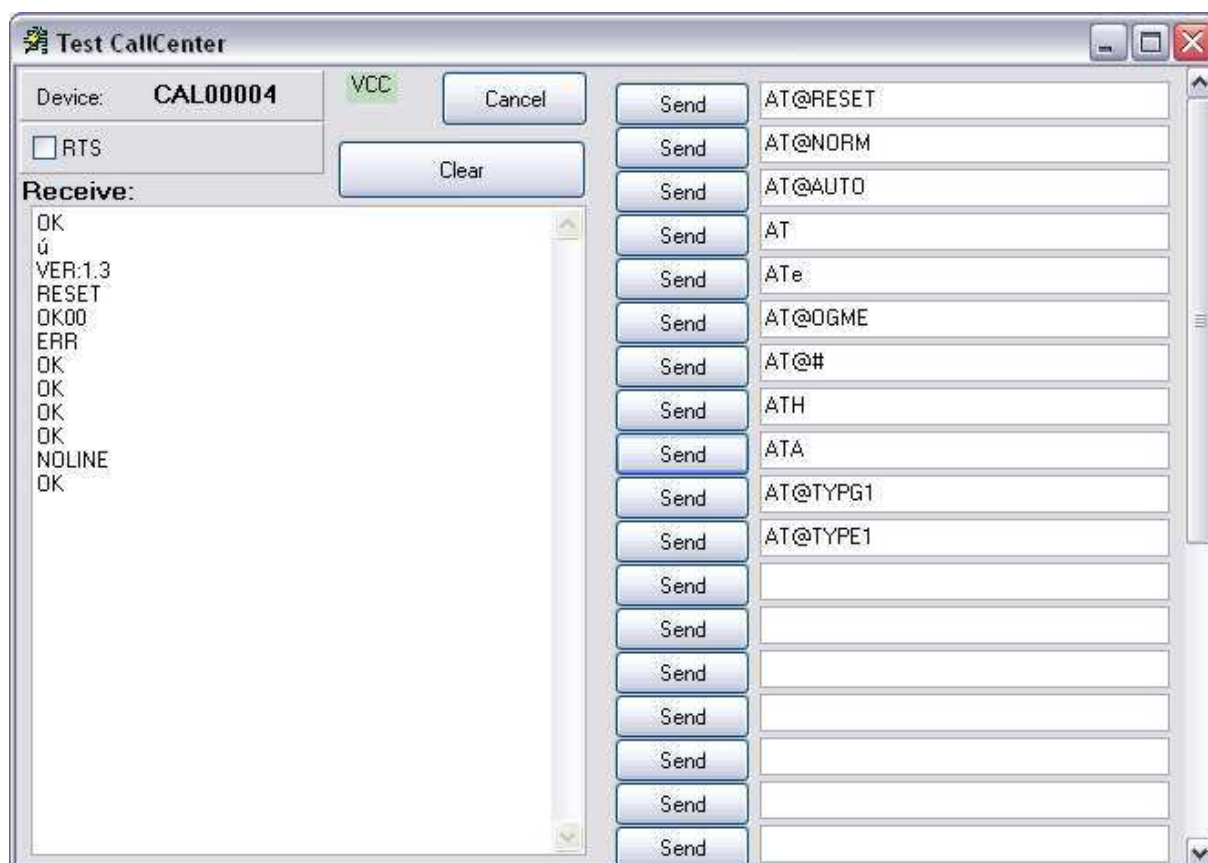 Test CallCenter
Device: CAL00004
VCC
Cancel
RTS
Clear
Receive:
OK
ú
VER:1.3
RESET
OK00
ERR
OK
OK
OK
OK
NOLINE
OK
Send AT@RESET
Send AT@NORM
Send AT@AUTO
Send AT
Send ATe
Send AT@OGME
Send AT@#
Send ATH
Send ATA
Send AT@TYPG1
Send AT@TYPE1
Send
Send
Send
Send
Send
Send
Send